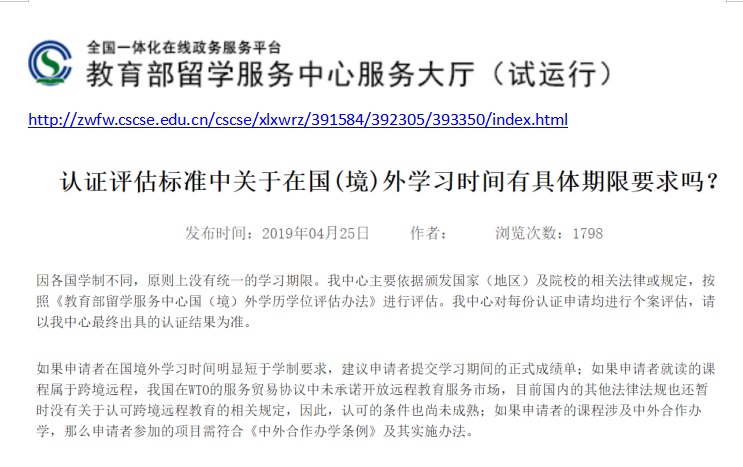 全国一体化在线政务服务平台
教育部留学服务中心服务大厅（试运行）
http://zwfw.cscse.edu.cn/cscse/xlxwrz/391584/392305/393350/index.html
认证评估标准中关于在国(境)外学习时间有具体期限要求吗?
发布时间: 2019年04月25日 作者: 浏览次数: 1798
因各国学制不同，原则上没有统一的学习期限。我中心主要依据颁发国家（地区）及院校的相关法律或规定，按
照《教育部留学服务中心国（境）外学历学位评估办法》进行评估。我中心对每份认证申请均进行个案评估，请
以我中心最终出具的认证结果为准。
如果申请者在国境外学习时间明显短于学制要求，建议申请者提交学习期间的正式成绩单；如果申请者就读的课
程属于跨境远程，我国在WTO的服务贸易协议中未承诺开放远程教育服务市场，目前国内的其他法律法规也还暂
时没有关于认可跨境远程教育的相关规定，因此，认可的条件也尚未成熟；如果申请者的课程涉及中外合作办
学，那么申请者参加的项目需符合《中外合作办学条例》及其实施办法。